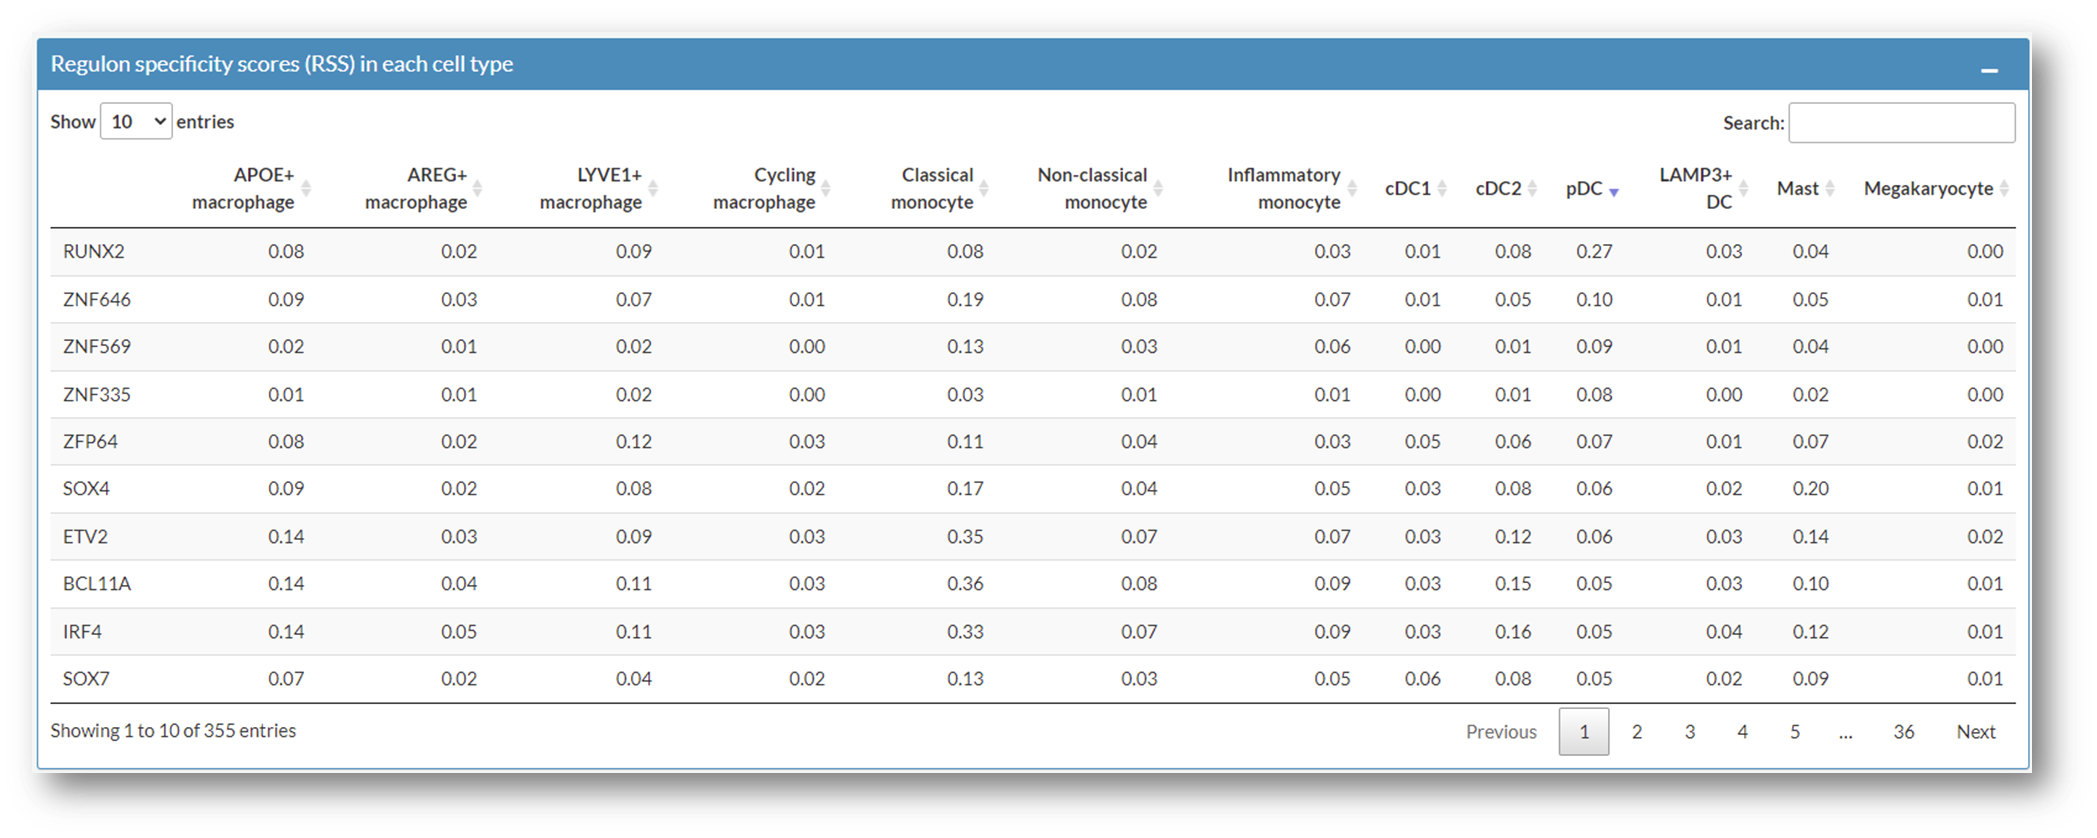 Regulon specificity scores (RSS) in each cell type
Show 10 entries Search:
APOE+ macrophage AREG+ macrophage LYVE1+ macrophage Cycling macrophage Classical monocyte Non-classical monocyte Inflammatory monocyte cDC1 cDC2 pDC LAMP3+ DC Mast Megakaryocyte
RUNX2 0.08 0.02 0.09 0.01 0.08 0.02 0.03 0.01 0.08 0.27 0.03 0.04 0.00
ZNF646 0.09 0.03 0.07 0.01 0.19 0.08 0.07 0.01 0.05 0.10 0.01 0.05 0.01
ZNF569 0.02 0.01 0.02 0.00 0.13 0.03 0.06 0.00 0.01 0.09 0.01 0.04 0.00
ZNF335 0.01 0.01 0.02 0.00 0.03 0.01 0.01 0.00 0.01 0.08 0.00 0.02 0.00
ZFP64 0.08 0.02 0.12 0.03 0.11 0.04 0.03 0.05 0.06 0.07 0.01 0.07 0.02
SOX4 0.09 0.02 0.08 0.02 0.17 0.04 0.05 0.03 0.08 0.06 0.02 0.20 0.01
ETV2 0.14 0.03 0.09 0.03 0.35 0.07 0.07 0.03 0.12 0.06 0.03 0.14 0.02
BCL11A 0.14 0.04 0.11 0.03 0.36 0.08 0.09 0.03 0.15 0.05 0.03 0.10 0.01
IRF4 0.14 0.05 0.11 0.03 0.33 0.07 0.09 0.03 0.16 0.05 0.04 0.12 0.01
SOX7 0.07 0.02 0.04 0.02 0.13 0.03 0.05 0.06 0.08 0.05 0.02 0.09 0.01
Showing 1 to 10 of 355 entries Previous 1 2 3 4 5 ... 36 Next